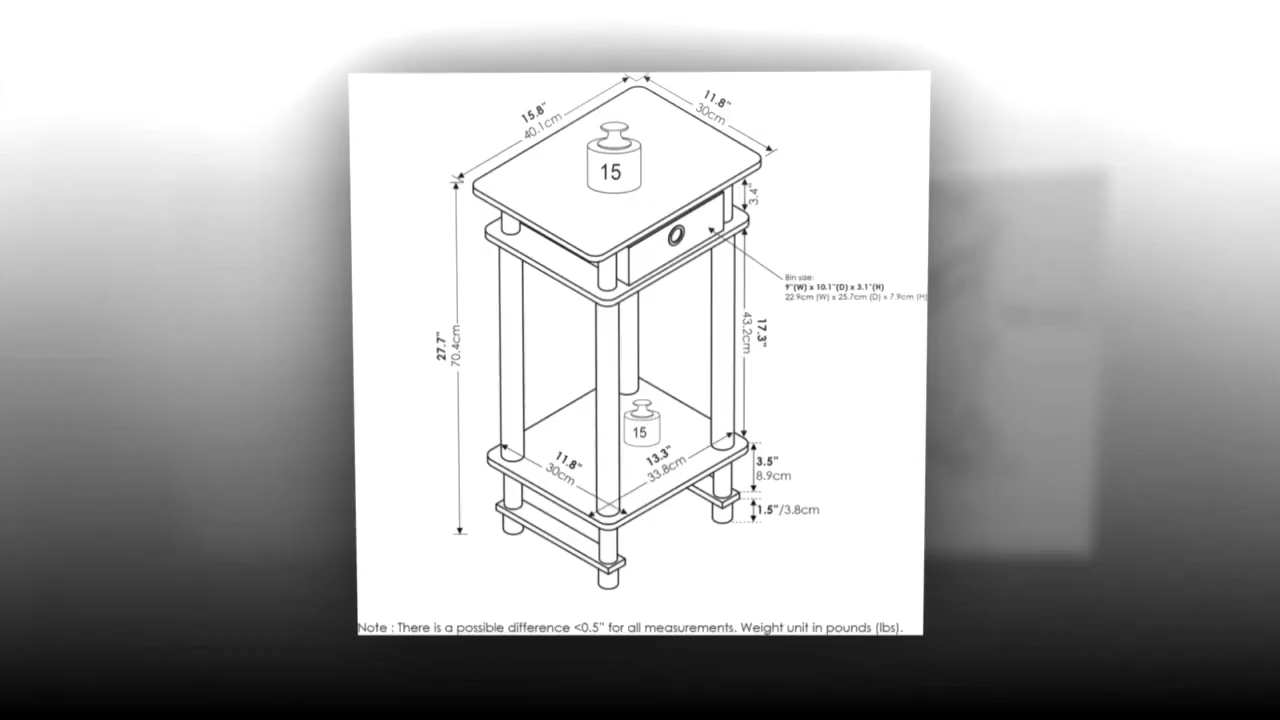 15.8"
40.1cm
11.8"
30cm
15
3.4"
Bin size:
9"(W) x 10.1"(D) x 3.1"(H)
22.9cm (W) x 25.7cm (D) x 7.9cm (H)
27.7"
70.4cm
17.3"
43.2cm
15
11.8"
30cm
13.3"
33.8cm
3.5"
8.9cm
1.5"/3.8cm
Note : There is a possible difference <0.5" for all measurements. Weight unit in pounds (lbs).